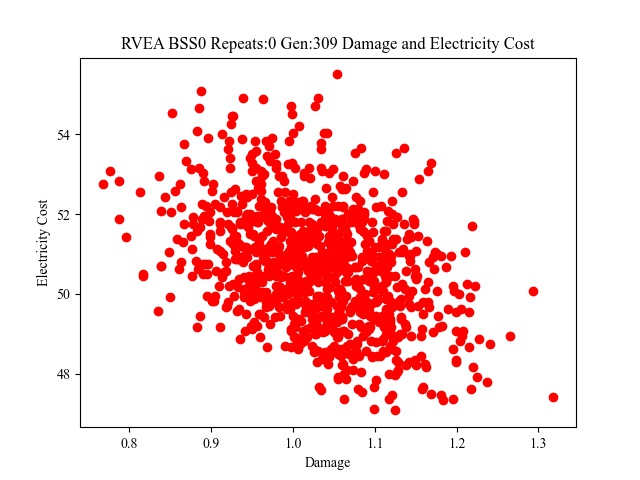 RVEA BSS0 Repeats:0 Gen:309 Damage and Electricity Cost
54
52
50
48
Electricity Cost
0.8 0.9 1.0 1.1 1.2 1.3
Damage